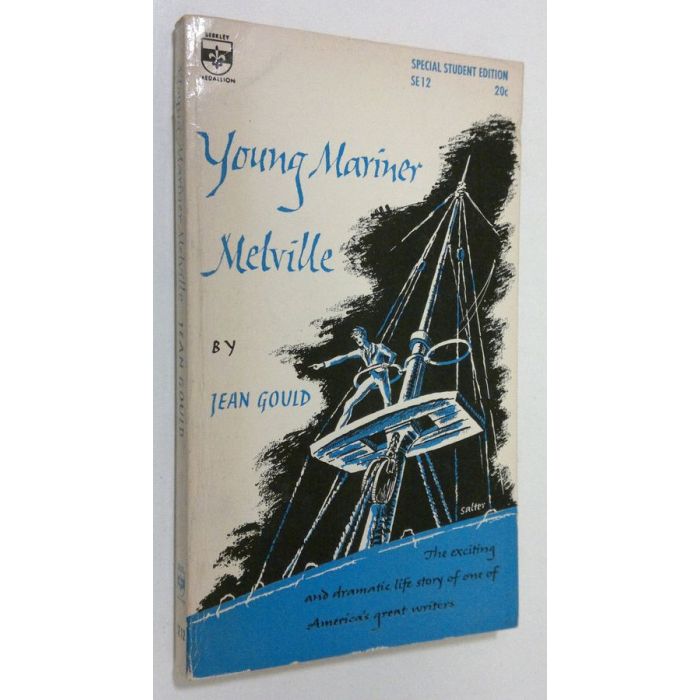 BERKLEY
MEDALLION
SPECIAL STUDENT EDITION
SE12 20c
Young Mariner
Melville
BY
JEAN GOULD
salter
The exciting
and dramatic life story of one of
America's great writers
Young Mariner Melville JEAN GOULD